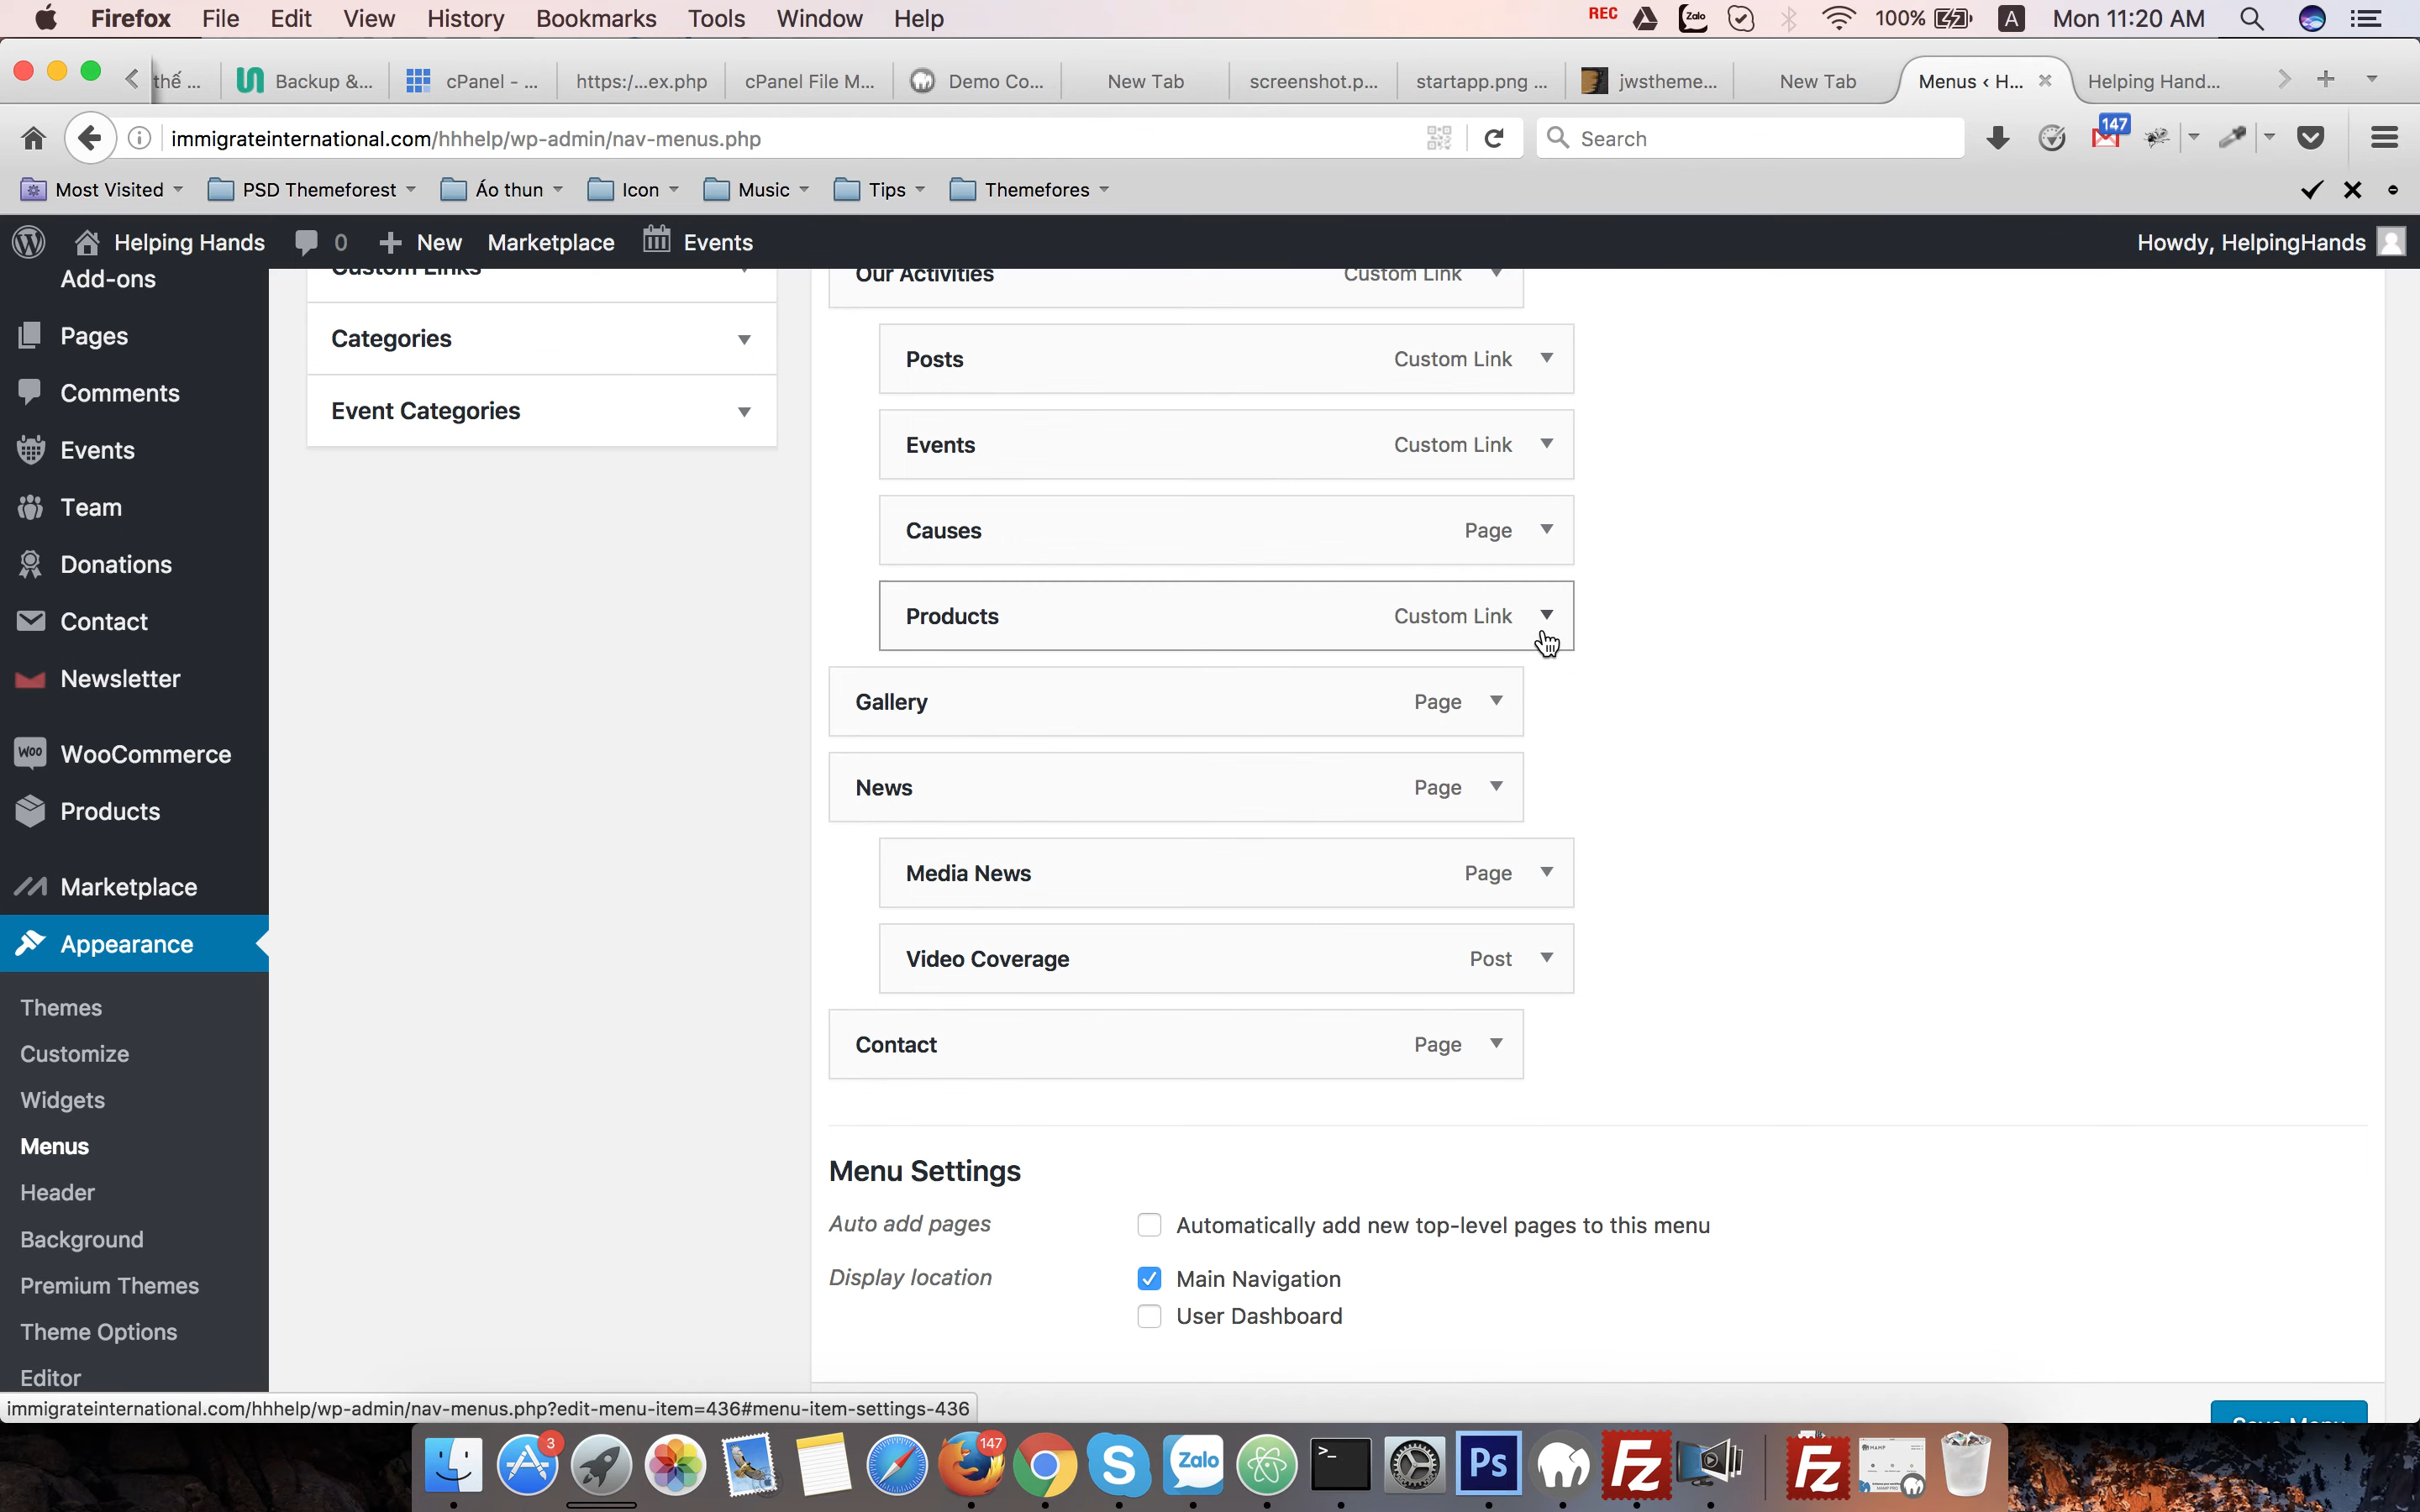 Firefox File Edit View History Bookmarks Tools Window Help REC Zalo 100% A Mon 11:20 AM
thế ... Backup &... cPanel - ... https:/...ex.php cPanel File M... Demo Co... New Tab screenshot.p... startapp.png ... jwstheme... New Tab Menus ‹ H... Helping Hand...
immigrateinternational.com/hhhelp/wp-admin/nav-menus.php Search 147
Most Visited PSD Themeforest Áo thun Icon Music Tips Themefores
Helping Hands 0 New Marketplace Events Howdy, HelpingHands
Add-ons
Pages
Comments
Events
Team
Donations
Contact
Newsletter
WOO WooCommerce
Products
Marketplace
Appearance
Themes
Customize
Widgets
Menus
Header
Background
Premium Themes
Theme Options
Editor
Custom Links
Categories
Event Categories
Our Activities Custom Link
Posts Custom Link
Events Custom Link
Causes Page
Products Custom Link
Gallery Page
News Page
Media News Page
Video Coverage Post
Contact Page
Menu Settings
Auto add pages Automatically add new top-level pages to this menu
Display location Main Navigation
User Dashboard
Save Menu
immigrateinternational.com/hhhelp/wp-admin/nav-menus.php?edit-menu-item=436#menu-item-settings-436
3 147 Zalo Ps Fz Fz